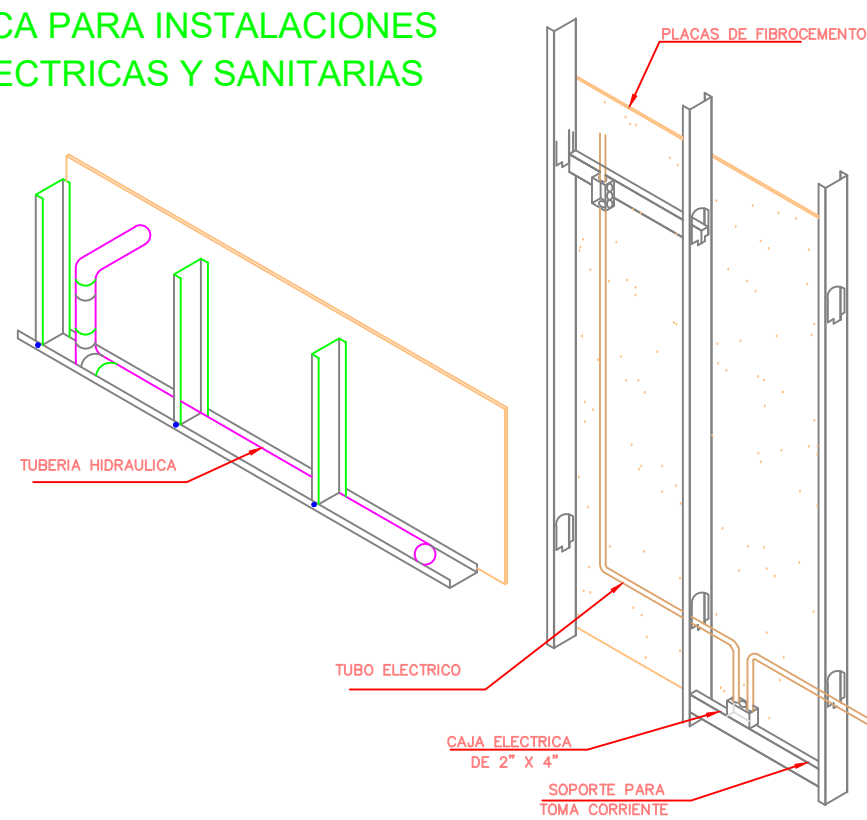 CA PARA INSTALACIONES
ECTRICAS Y SANITARIAS
PLACAS DE FIBROCEMENTO
TUBERIA HIDRAULICA
TUBO ELECTRICO
CAJA ELECTRICA
DE 2" X 4"
SOPORTE PARA
TOMA CORRIENTE